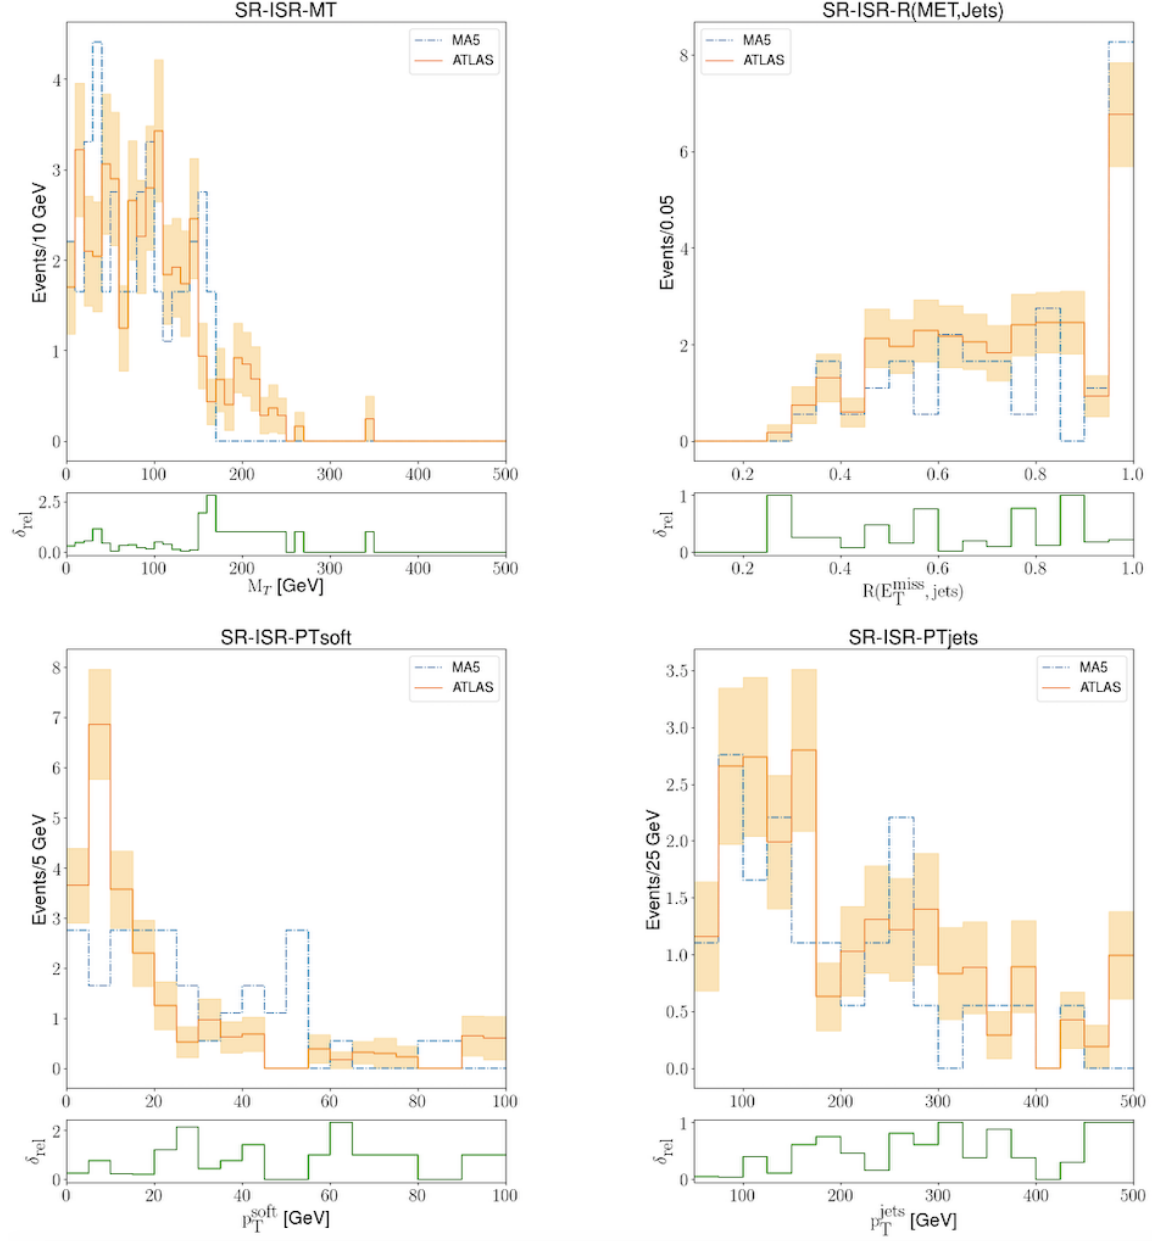 SR-ISR-MT
MA5
ATLAS
Events/10 GeV
4
3
2
1
0
0 100 200 300 400 500
δrel
2.5
0.0
0 100 200 300 400 500
M_T [GeV]
SR-ISR-R(MET,Jets)
MA5
ATLAS
Events/0.05
8
6
4
2
0
0.2 0.4 0.6 0.8 1.0
δrel
1
0
0.2 0.4 0.6 0.8 1.0
R(E_T^miss, jets)
SR-ISR-PTsoft
MA5
ATLAS
Events/5 GeV
8
7
6
5
4
3
2
1
0
0 20 40 60 80 100
δrel
2
0
0 20 40 60 80 100
p_T^soft [GeV]
SR-ISR-PTjets
MA5
ATLAS
Events/25 GeV
3.5
3.0
2.5
2.0
1.5
1.0
0.5
0.0
100 200 300 400 500
δrel
1
0
100 200 300 400 500
p_T^jets [GeV]